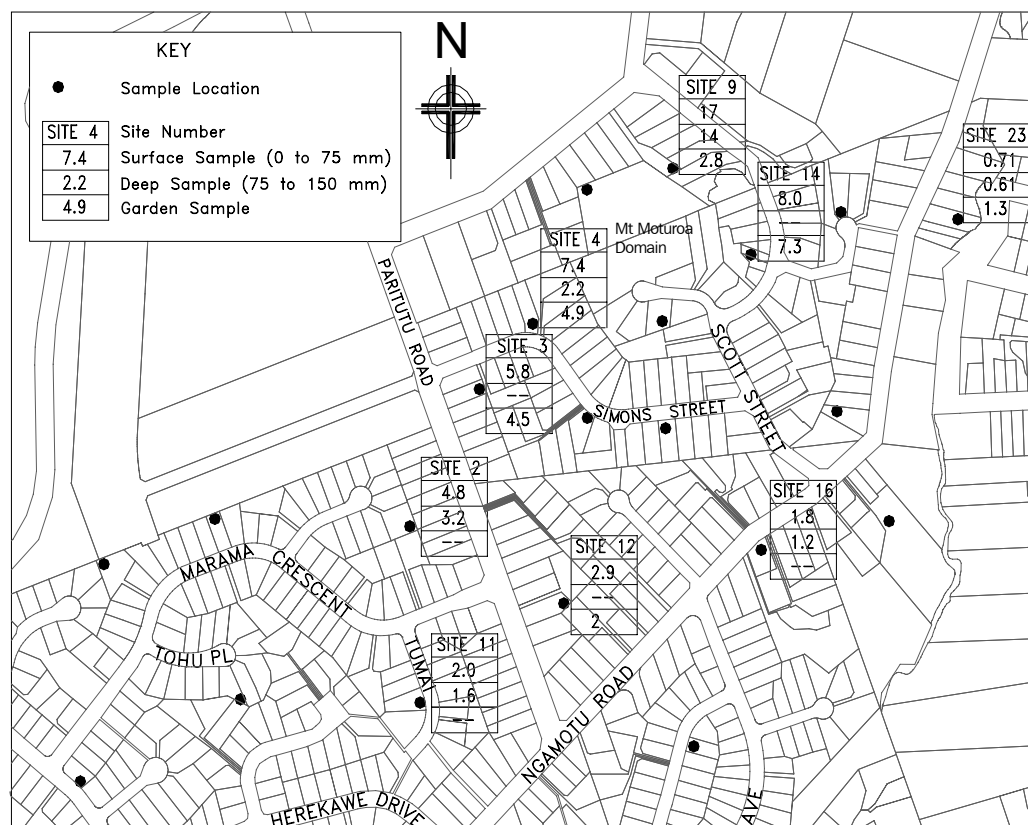 KEY
N
Sample Location
SITE 4 Site Number
7.4 Surface Sample (0 to 75 mm)
2.2 Deep Sample (75 to 150 mm)
4.9 Garden Sample
SITE 9
17
14
2.8
SITE 23
0.71
0.61
1.3
SITE 14
8.0
--
7.3
Mt Moturoa
Domain
SITE 4
7.4
2.2
4.9
PARITUTU ROAD
SITE 3
5.8
--
4.5
SCOTT STREET
SIMONS STREET
SITE 2
4.8
3.2
--
SITE 16
1.8
1.2
--
SITE 12
2.9
--
2
MARAMA CRESCENT
TOHU PL
TUMAI
SITE 11
2.0
1.6
--
NGAMOTU ROAD
HEREKAWE DRIVE
AVE